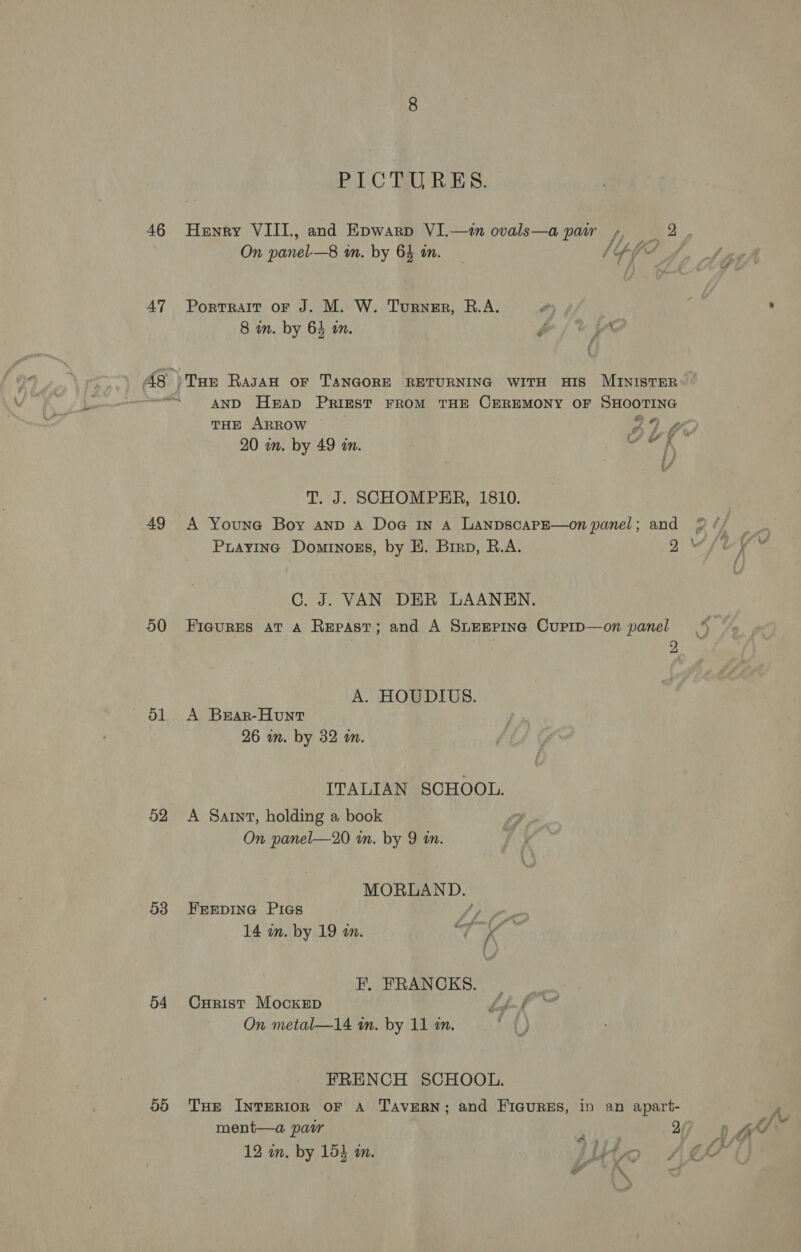 8
PICTURES.
46 Henry VIII., and Edward VI.—in ovals—a pair 2
On panel—8 in. by 6½ in.
47 Portrait of J. M. W. Turner, R.A.
8 in. by 6½ in.
48 The Rajah of Tangore returning with his Minister
and Head Priest from the Ceremony of Shooting
the Arrow
20 in. by 49 in.
T. J. SCHOMPER, 1810.
49 A Young Boy and a Dog in a Landscape—on panel; and
Playing Dominoes, by E. Bird, R.A. 2
C. J. VAN DER LAANEN.
50 Figures at a Repast; and A Sleeping Cupid—on panel
2
A. HOUDIUS.
51 A Bear-Hunt
26 in. by 32 in.
ITALIAN SCHOOL.
52 A Saint, holding a book
On panel—20 in. by 9 in.
MORLAND.
53 Feeding Pigs
14 in. by 19 in.
F. FRANCKS.
54 Christ Mocked
On metal—14 in. by 11 in.
FRENCH SCHOOL.
55 The Interior of a Tavern; and Figures, in an apart-
ment—a pair 2
12 in. by 15½ in.